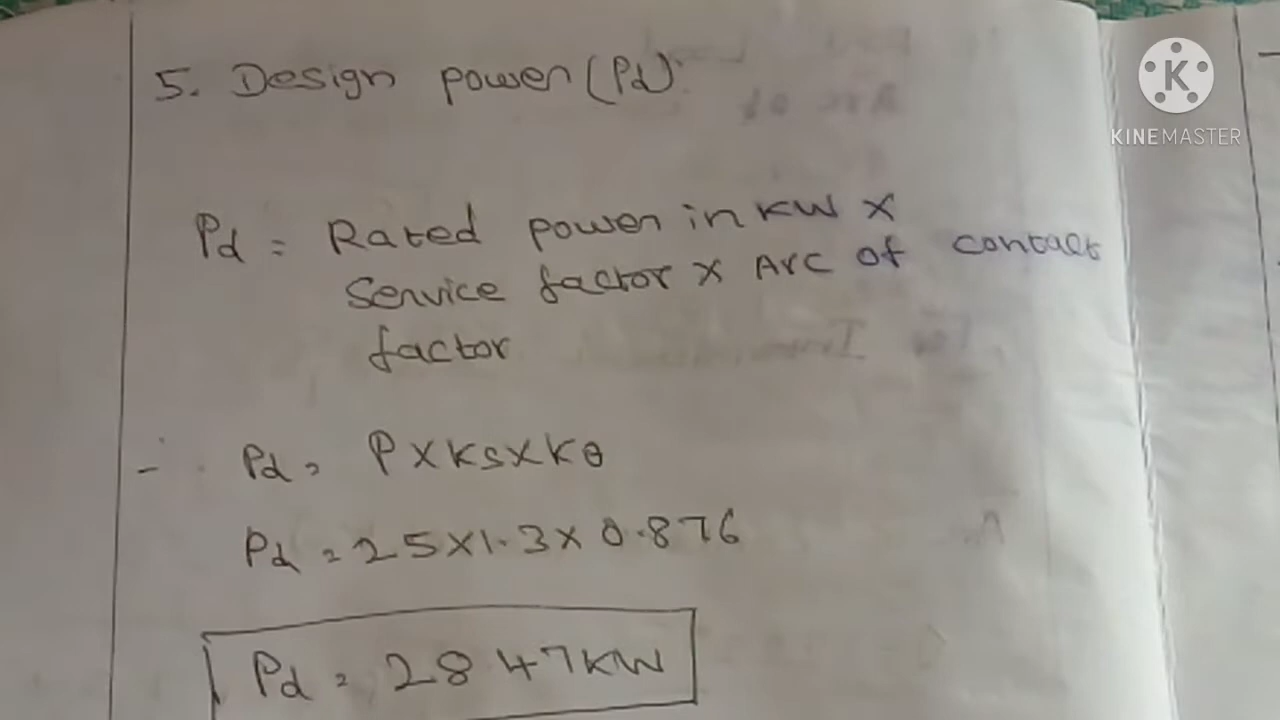 5. Design power (Pd):
KINEMASTER
Pd = Rated power in KW X
Service factor X Arc of contact
factor
Pd = P X Ks X Kθ
Pd = 25 X 1.3 X 0.876
Pd = 28 47 KW